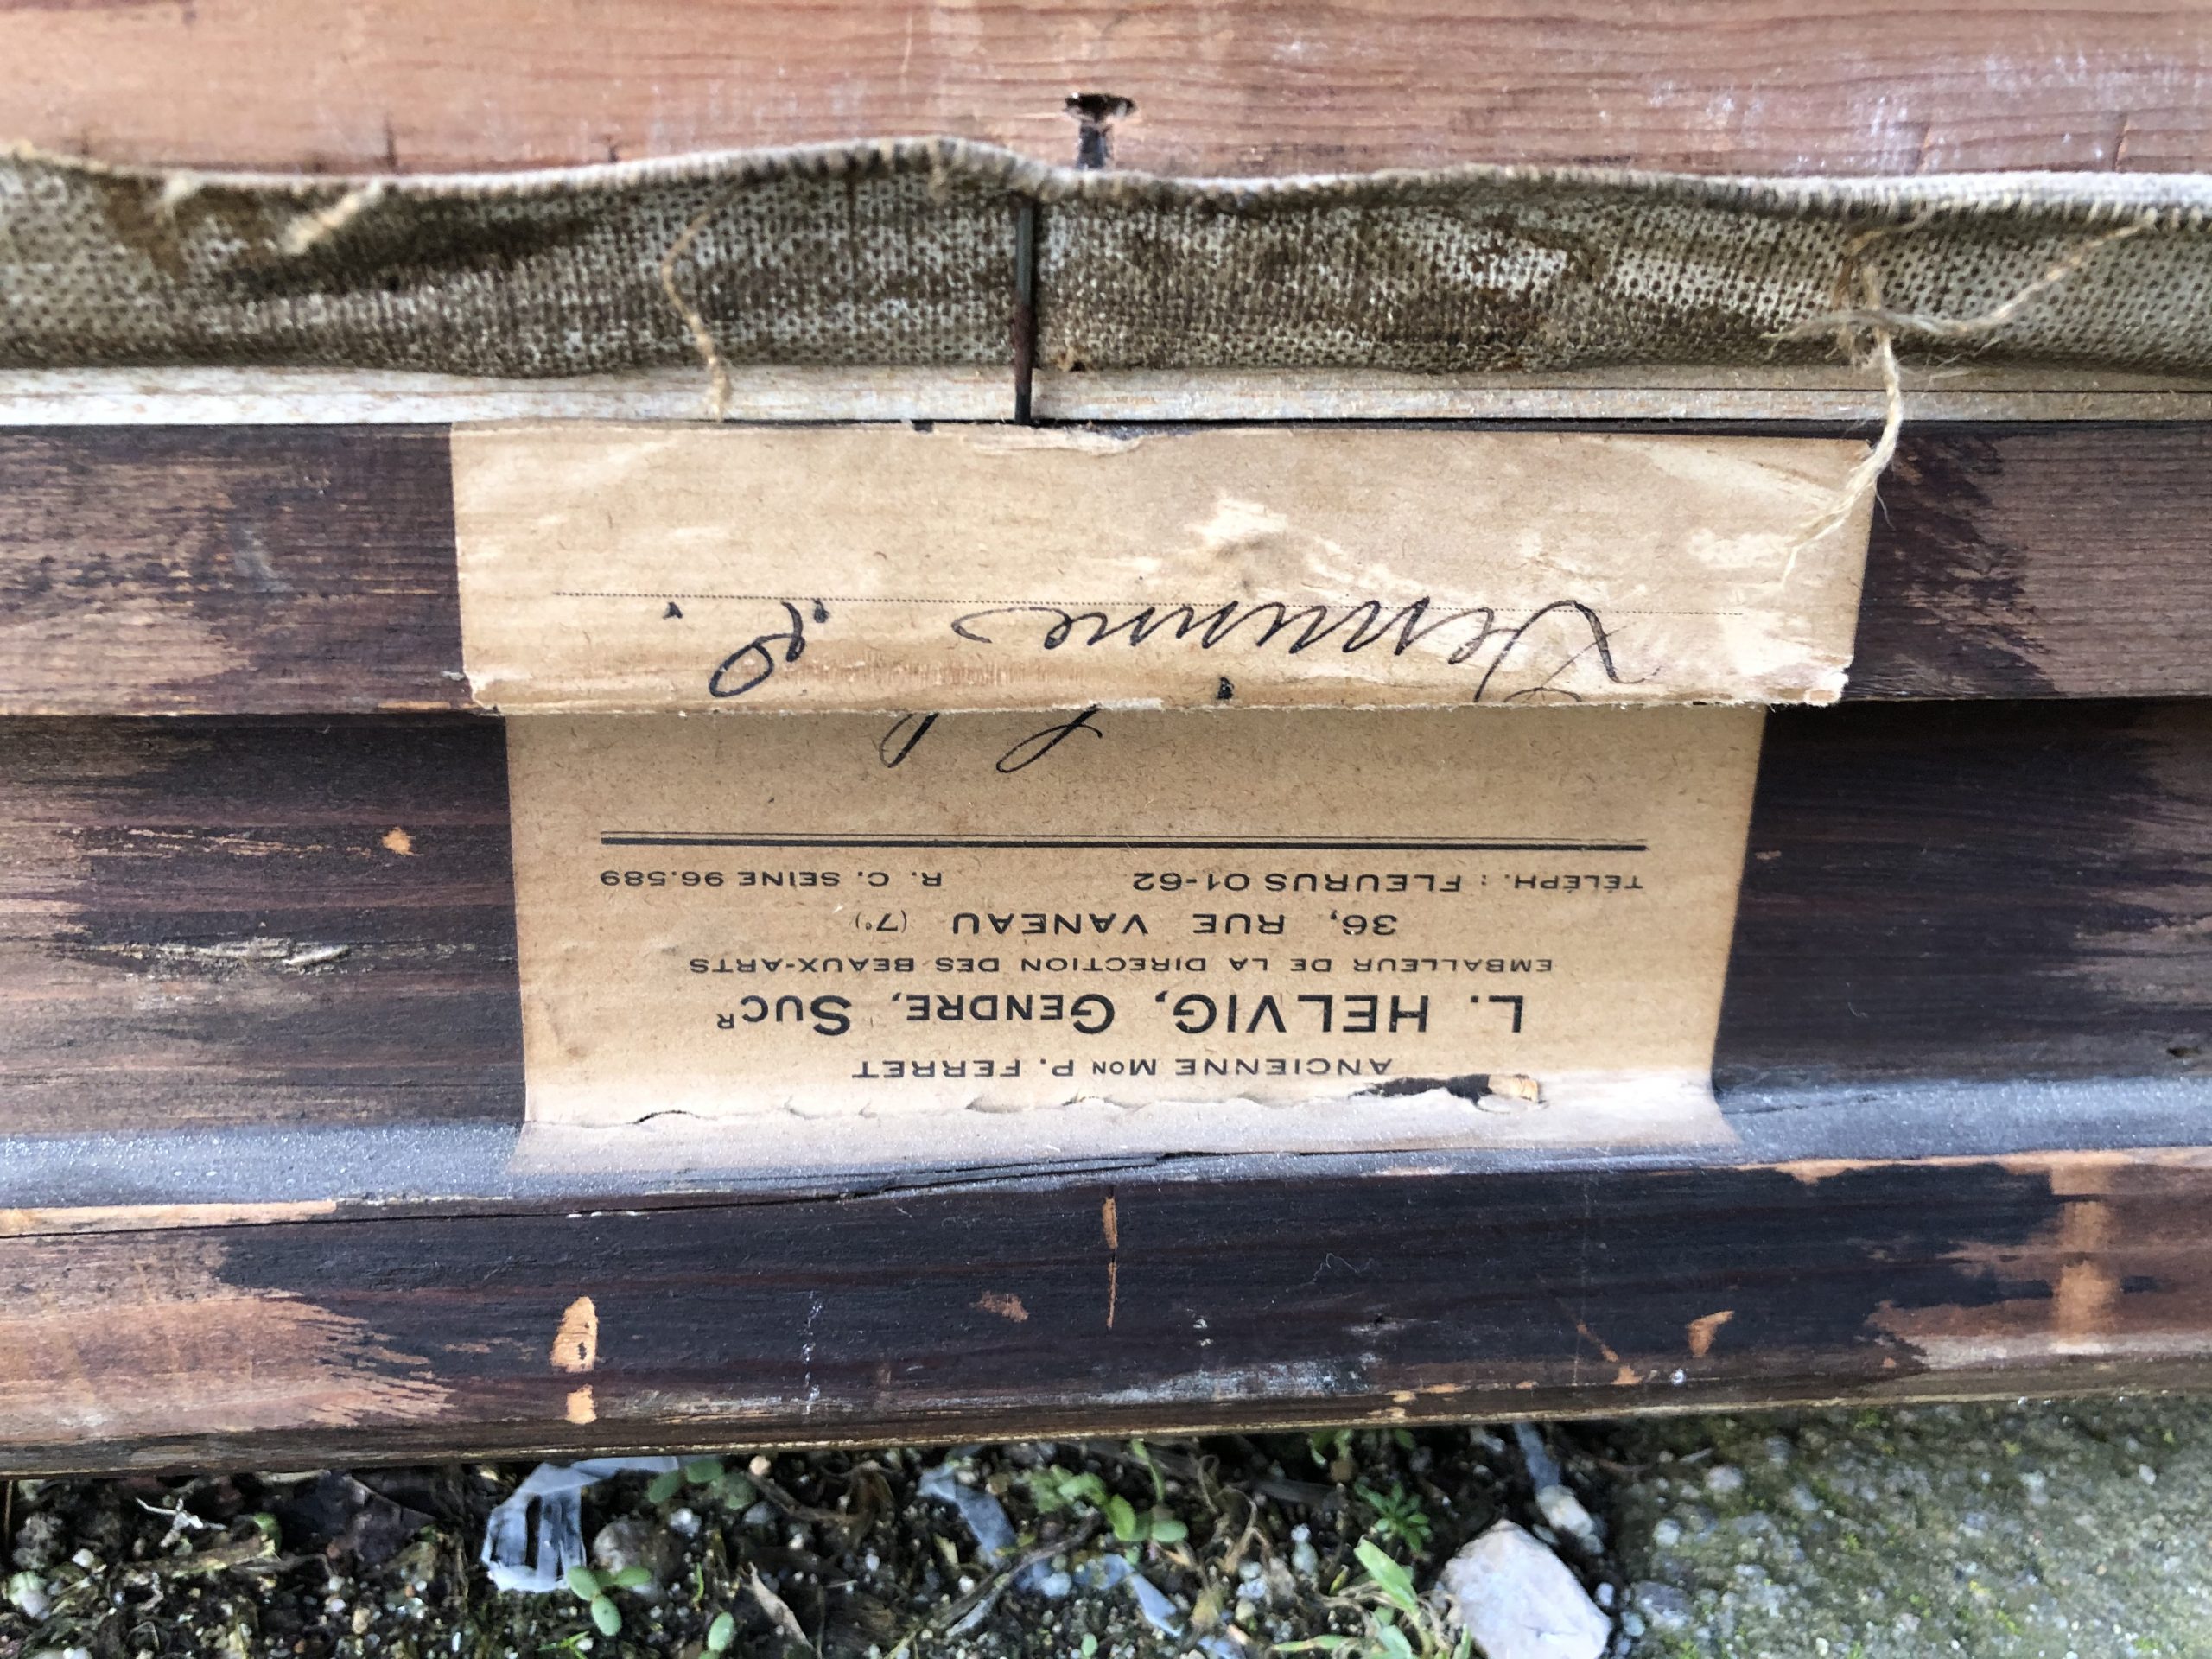 ANCIENNE MON P. FERRET
L. HELVIG, GENDRE, SUCR
EMBALLEUR DE LA DIRECTION DES BEAUX-ARTS
36, RUE VANEAU (7e)
TÉLÉPH. : FLEURUS 01-62 R. C. SEINE 96.589